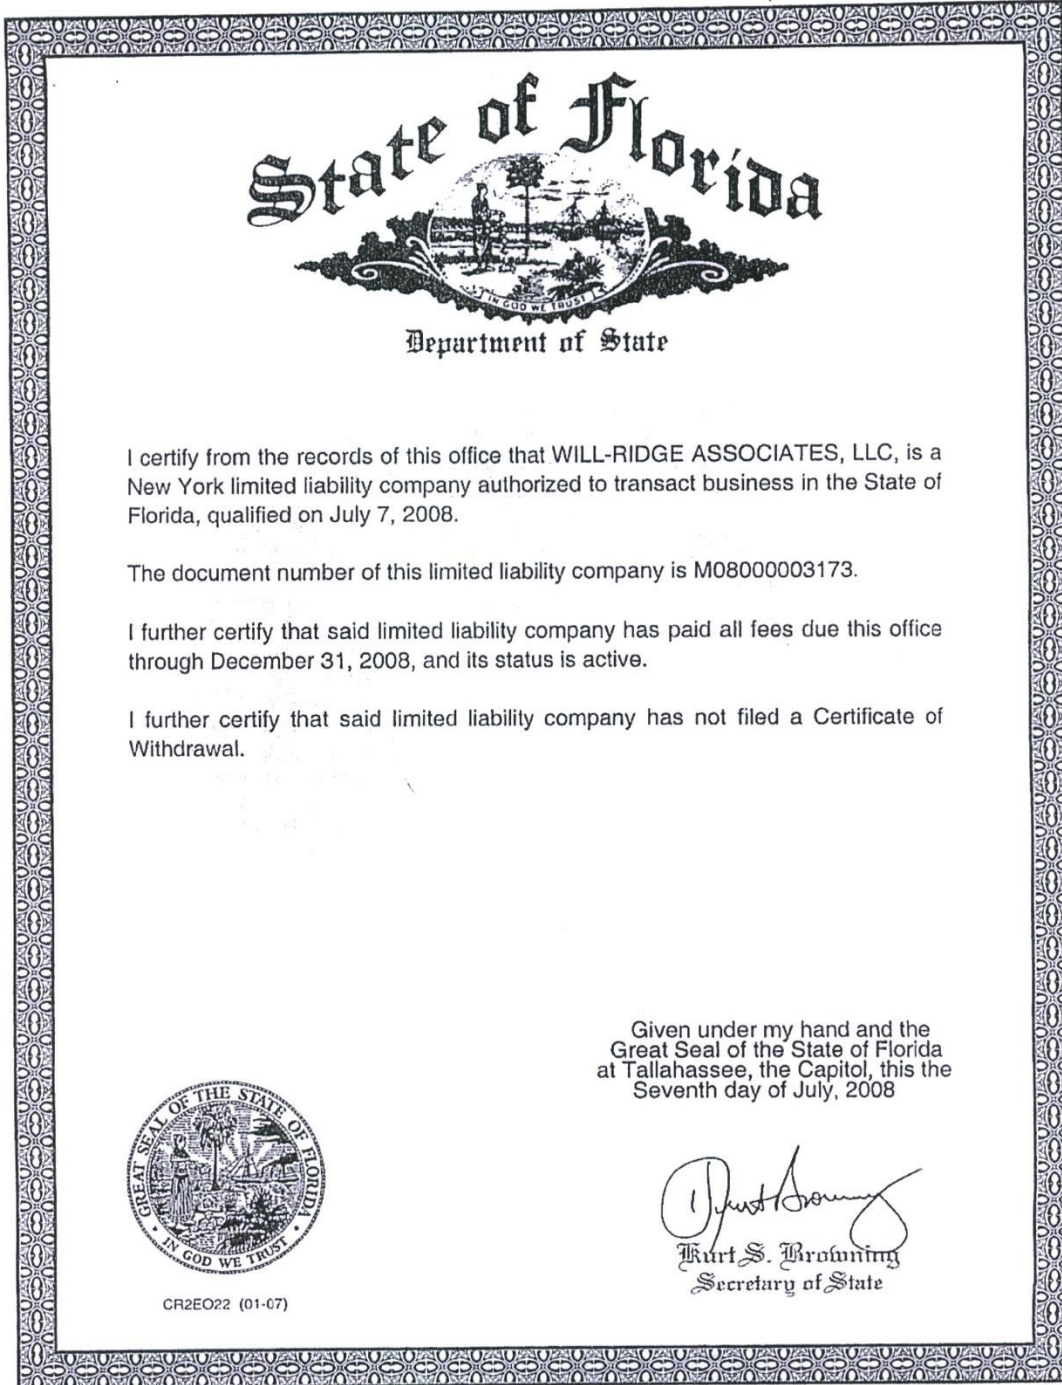 State of Florida
IN GOD WE TRUST
Department of State
I certify from the records of this office that WILL-RIDGE ASSOCIATES, LLC, is a
New York limited liability company authorized to transact business in the State of
Florida, qualified on July 7, 2008.
The document number of this limited liability company is M08000003173.
I further certify that said limited liability company has paid all fees due this office
through December 31, 2008, and its status is active.
I further certify that said limited liability company has not filed a Certificate of
Withdrawal.
Given under my hand and the
Great Seal of the State of Florida
at Tallahassee, the Capitol, this the
Seventh day of July, 2008
GREAT SEAL OF THE STATE OF FLORIDA
IN GOD WE TRUST
Kurt S. Browning
Secretary of State
CR2EO22 (01-07)